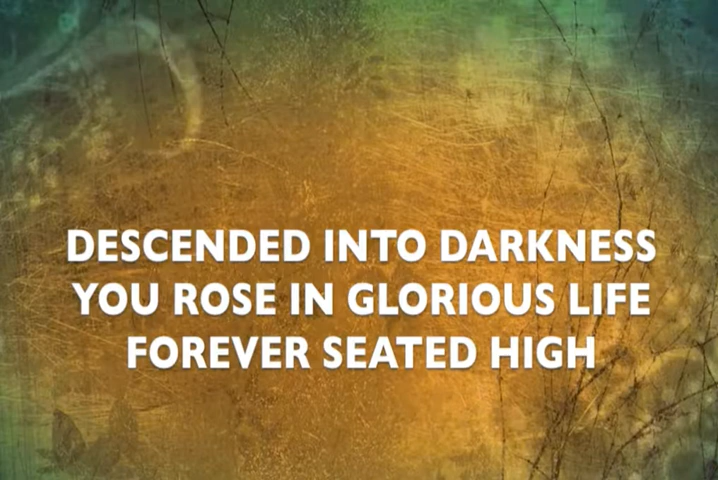 DESCENDED INTO DARKNESS
YOU ROSE IN GLORIOUS LIFE
FOREVER SEATED HIGH